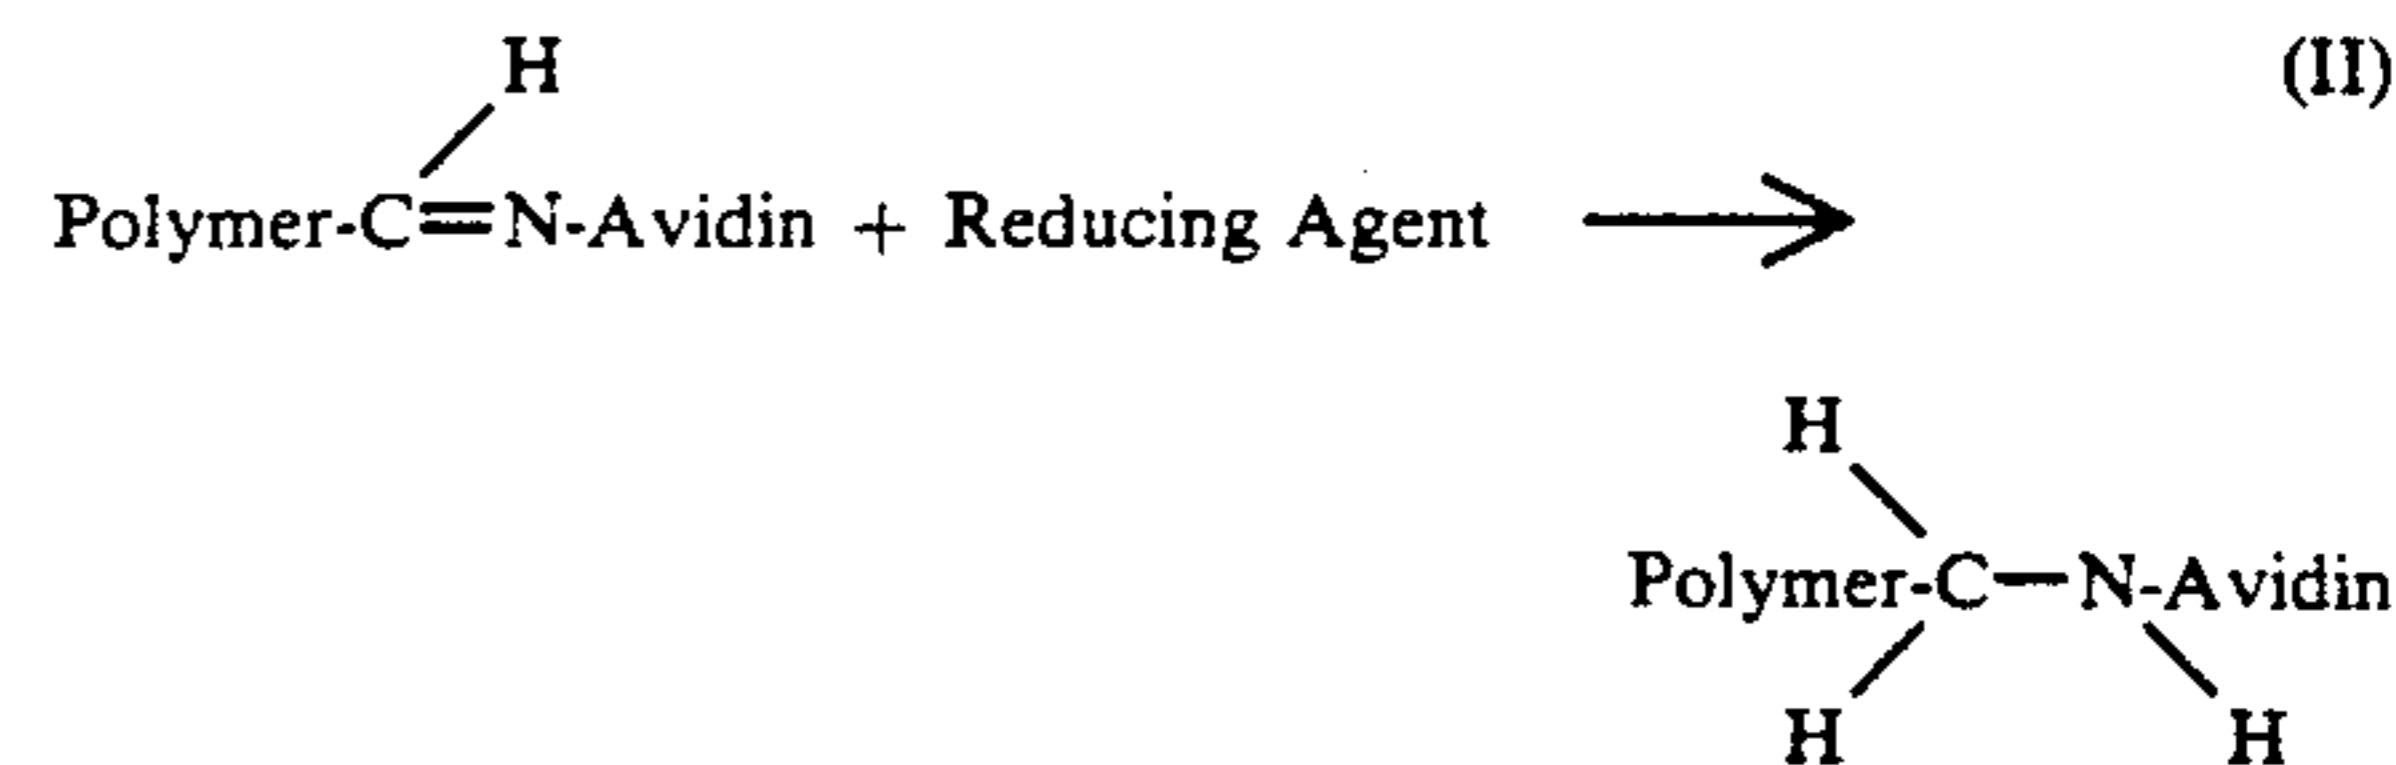 H
(II)
Polymer-C=N-Avidin + Reducing Agent ⟶
H
Polymer-C—N-Avidin
H H